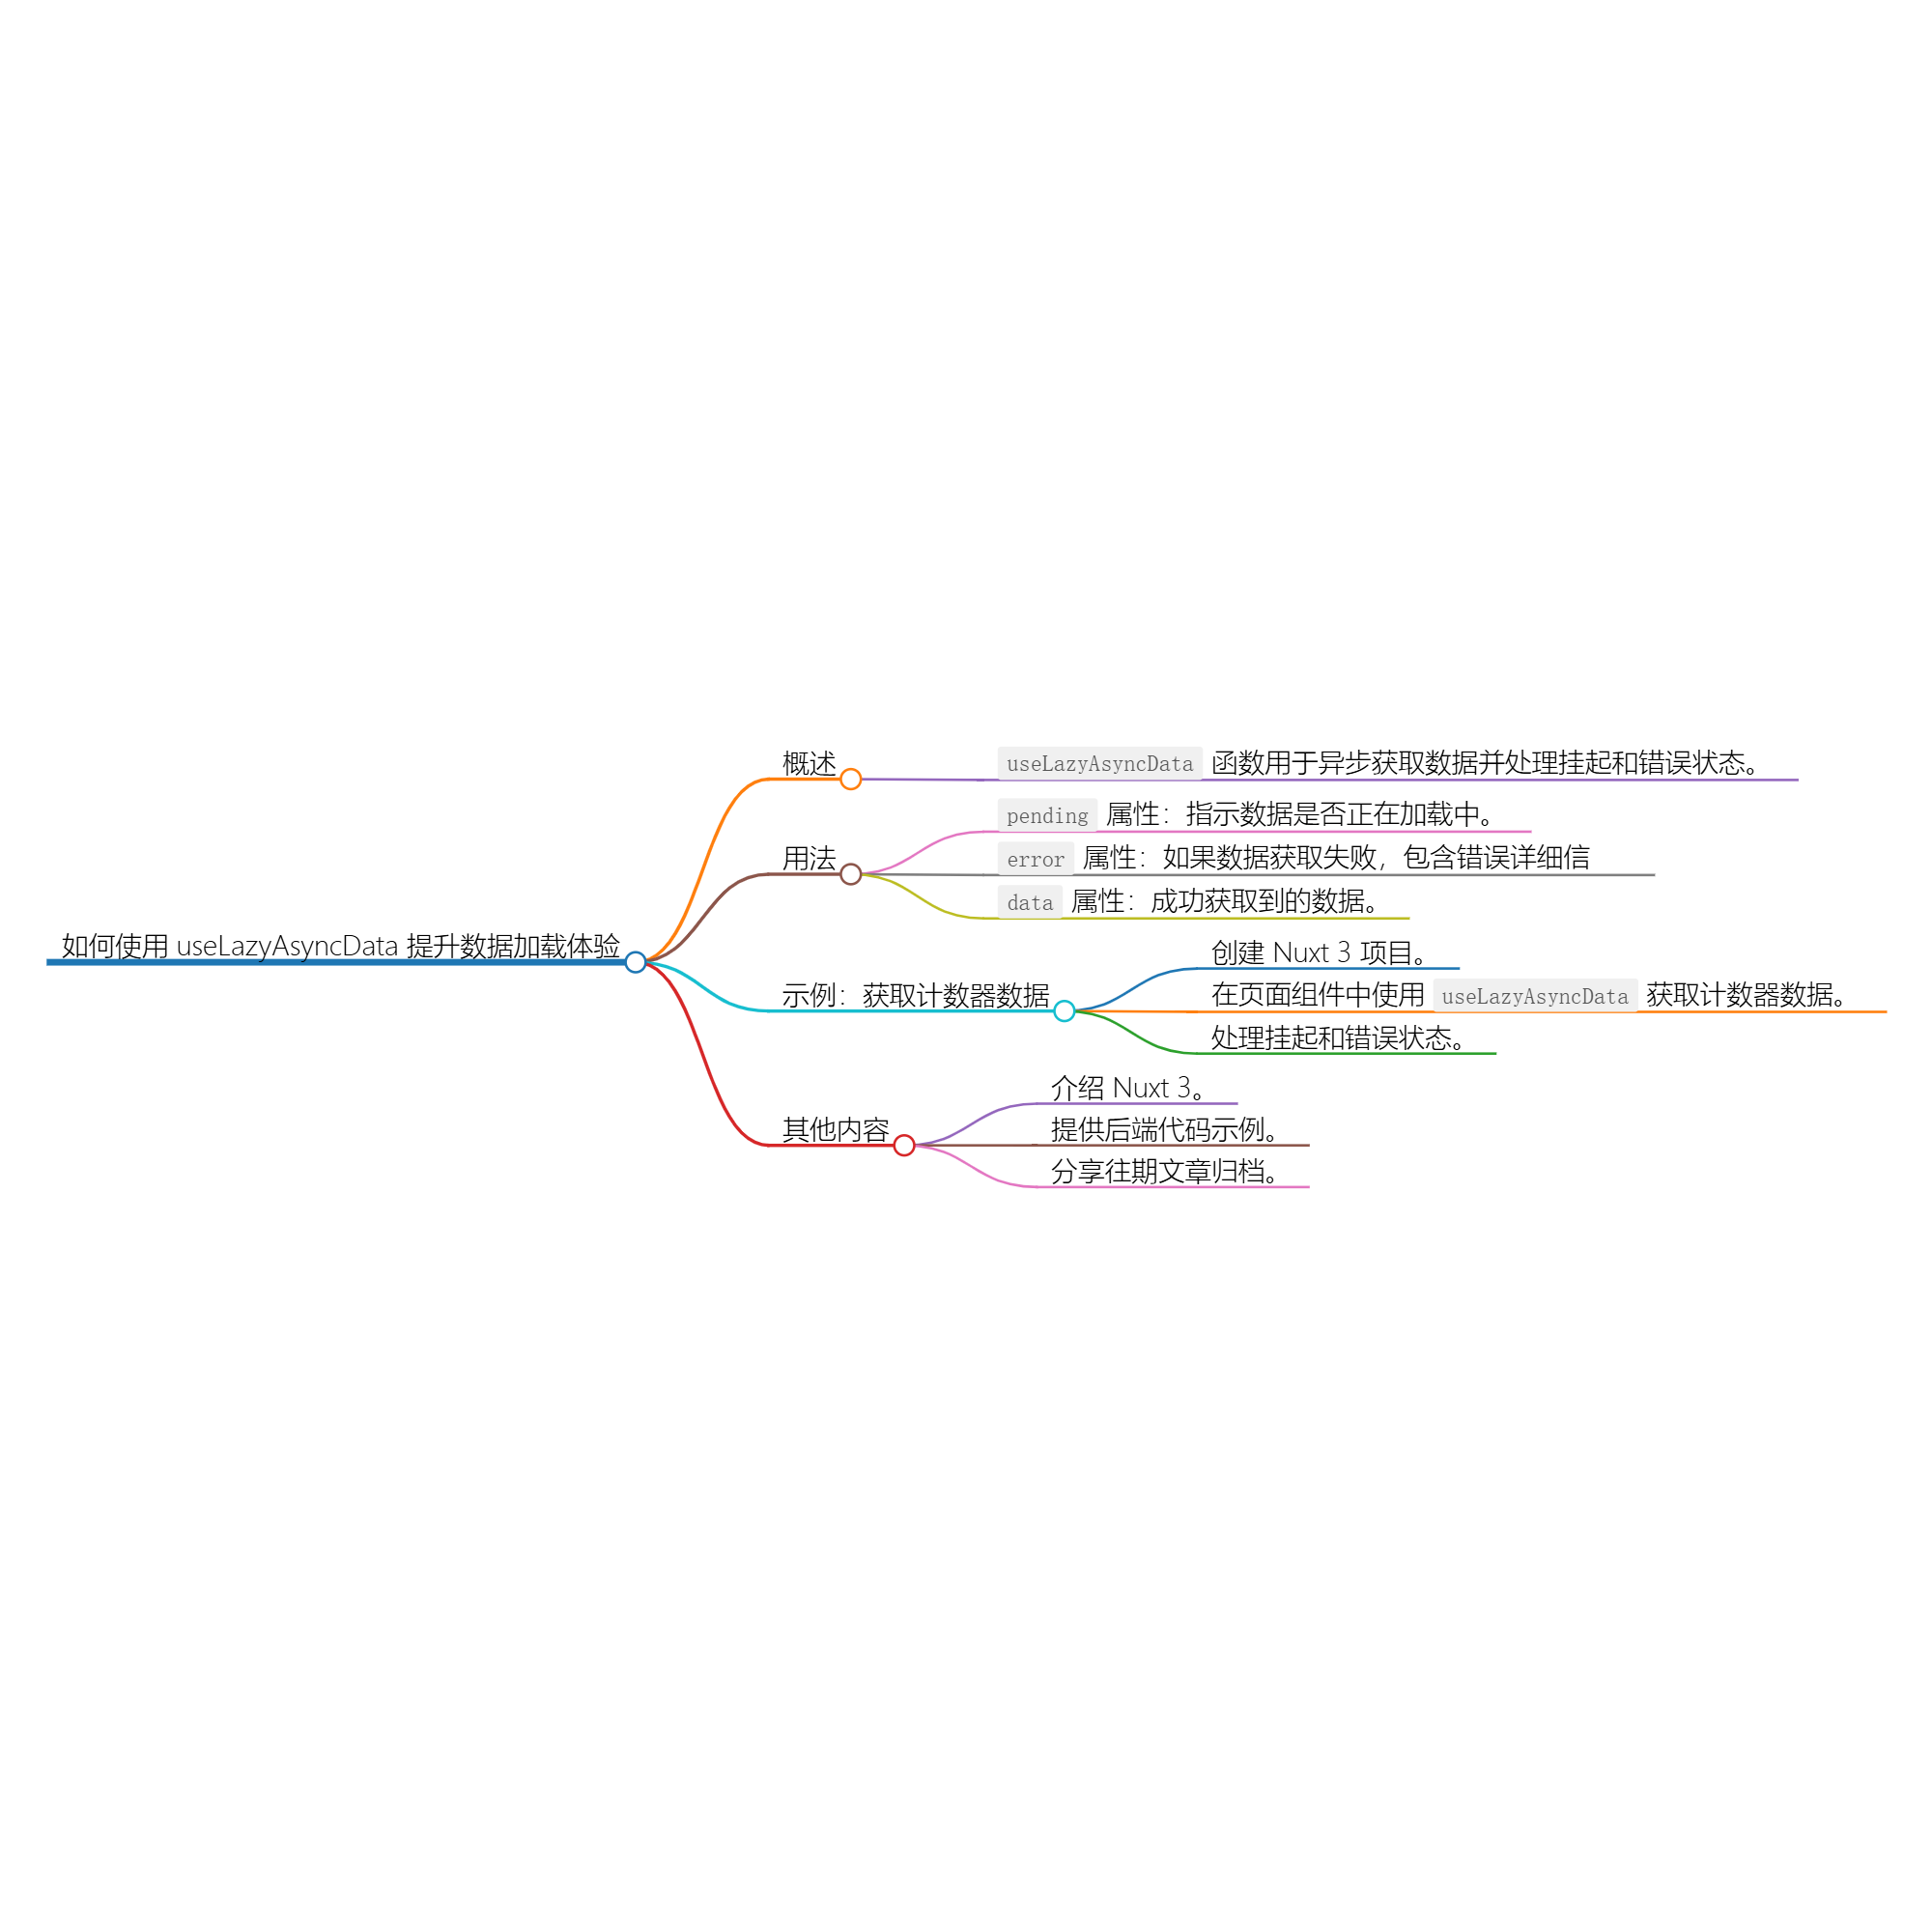 如何使用 useLazyAsyncData 提升数据加载体验
概述
useLazyAsyncData 函数用于异步获取数据并处理挂起和错误状态。
用法
pending 属性：指示数据是否正在加载中。
error 属性：如果数据获取失败，包含错误详细信
data 属性：成功获取到的数据。
示例：获取计数器数据
创建 Nuxt 3 项目。
在页面组件中使用 useLazyAsyncData 获取计数器数据。
处理挂起和错误状态。
其他内容
介绍 Nuxt 3。
提供后端代码示例。
分享往期文章归档。